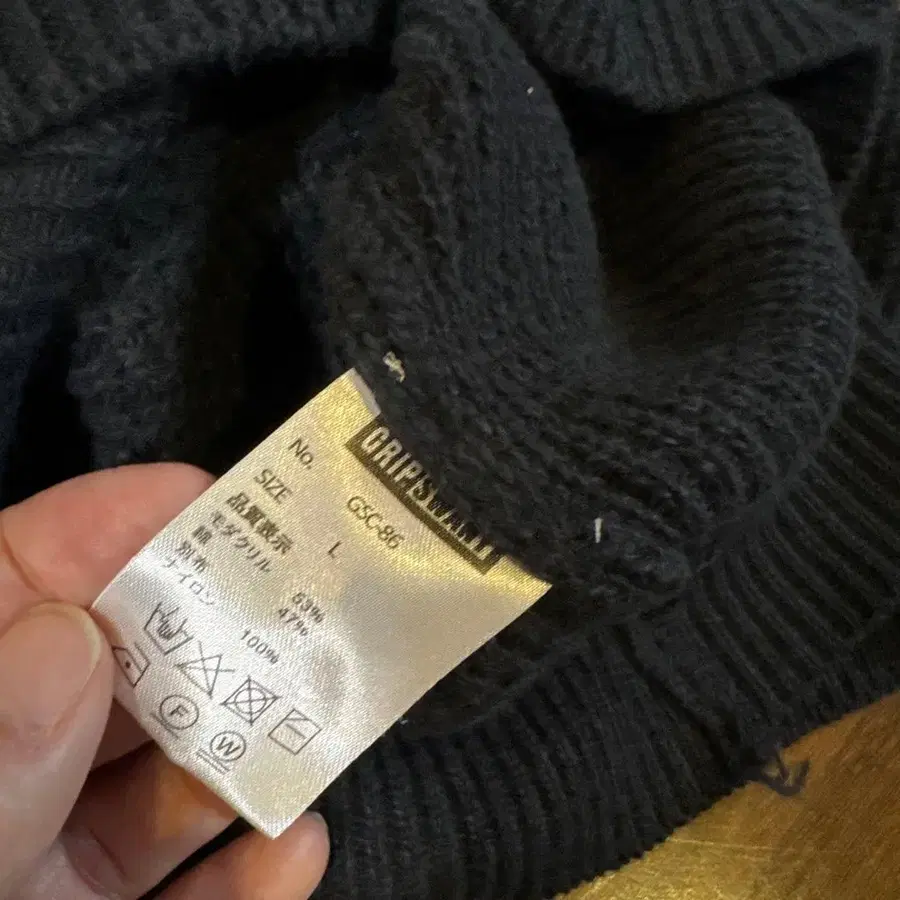 GRIPSWANY
No. GSC-86
SIZE L
品質表示
モダクリル 53%
綿 47%
別布
ナイロン 100%
F
W